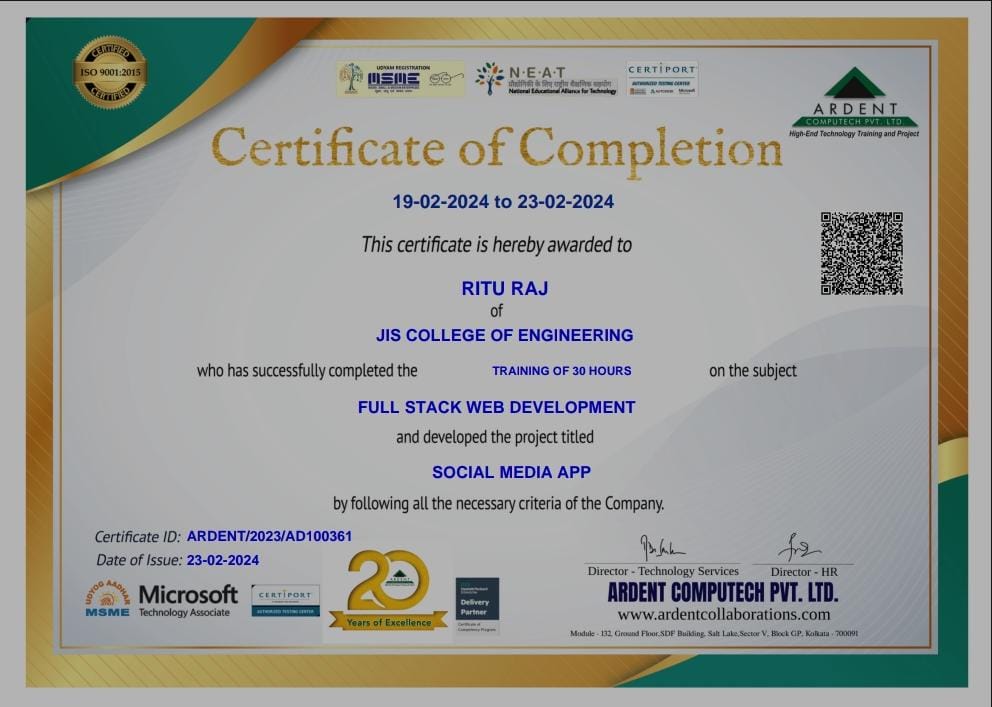 CERTIFIED
ISO 9001:2015
CERTIFIED
UDYAM REGISTRATION
MSME
N·E·A·T
National Educational Alliance for Technology
CERTIPORT
AUTHORIZED TESTING CENTER
ARDENT
COMPUTECH PVT. LTD.
High-End Technology Training and Project
Certificate of Completion
19-02-2024 to 23-02-2024
This certificate is hereby awarded to
RITU RAJ
of
JIS COLLEGE OF ENGINEERING
who has successfully completed the TRAINING OF 30 HOURS on the subject
FULL STACK WEB DEVELOPMENT
and developed the project titled
SOCIAL MEDIA APP
by following all the necessary criteria of the Company.
Certificate ID: ARDENT/2023/AD100361
Date of Issue: 23-02-2024
UDYOG AADHAR
MSME
Microsoft
Technology Associate
CERTIPORT
AUTHORIZED TESTING CENTER
20
Years of Excellence
Delivery
Partner
Certificate of
Competency Program
Director - Technology Services
Director - HR
ARDENT COMPUTECH PVT. LTD.
www.ardentcollaborations.com
Module - 132, Ground Floor,SDF Building, Salt Lake,Sector V, Block GP, Kolkata - 700091